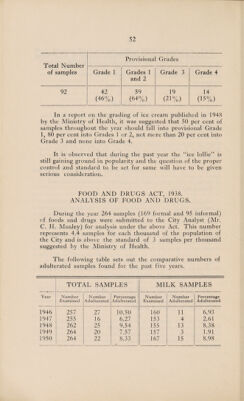 52
Provisional Grades
Total Number of samples | Grade 1 | Grades 1 and 2 | Grade 3 | Grade 4
92 | 42 (46%) | 59 (64%) | 19 (21%) | 14 (15%)
In a report on the grading of ice cream published in 1948
by the Ministry of Health, it was suggested that 50 per cent of
samples throughout the year should fall into provisional Grade
1, 80 per cent into Grades 1 or 2, not more than 20 per cent into
Grade 3 and none into Grade 4.
It is observed that during the past year the "ice lollie" is
still gaining ground in popularity and the question of the proper
control and standard to be set for same will have to be given
serious consideration.
FOOD AND DRUGS ACT, 1938.
ANALYSIS OF FOOD AND DRUGS.
During the year 264 samples (169 formal and 95 informal)
of foods and drugs were submitted to the City Analyst (Mr.
C. H. Manley) for analysis under the above Act. This number
represents 4.4 samples for each thousand of the population of
the City and is above the standard of 3 samples per thousand
suggested by the Ministry of Health.
The following table sets out the comparative numbers of
adulterated samples found for the past five years.
TOTAL SAMPLES | MILK SAMPLES
Year | Number Examined | Number Adulterated | Percentage Adulterated | Number Examined | Number Adulterated | Percentage Adulterated
1946 | 257 | 27 | 10.50 | 160 | 11 | 6.93
1947 | 255 | 16 | 6.27 | 153 | 4 | 2.61
1948 | 262 | 25 | 9.54 | 155 | 13 | 8.38
1949 | 264 | 20 | 7.57 | 157 | 3 | 1.91
1950 | 264 | 22 | 8.33 | 167 | 15 | 8.98